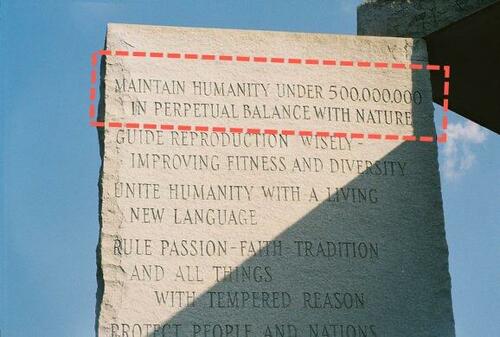 MAINTAIN HUMANITY UNDER 500,000,000
IN PERPETUAL BALANCE WITH NATURE
GUIDE REPRODUCTION WISELY-
IMPROVING FITNESS AND DIVERSITY
UNITE HUMANITY WITH A LIVING
NEW LANGUAGE
RULE PASSION-FAITH-TRADITION
AND ALL THINGS
WITH TEMPERED REASON
PROTECT PEOPLE AND NATIONS